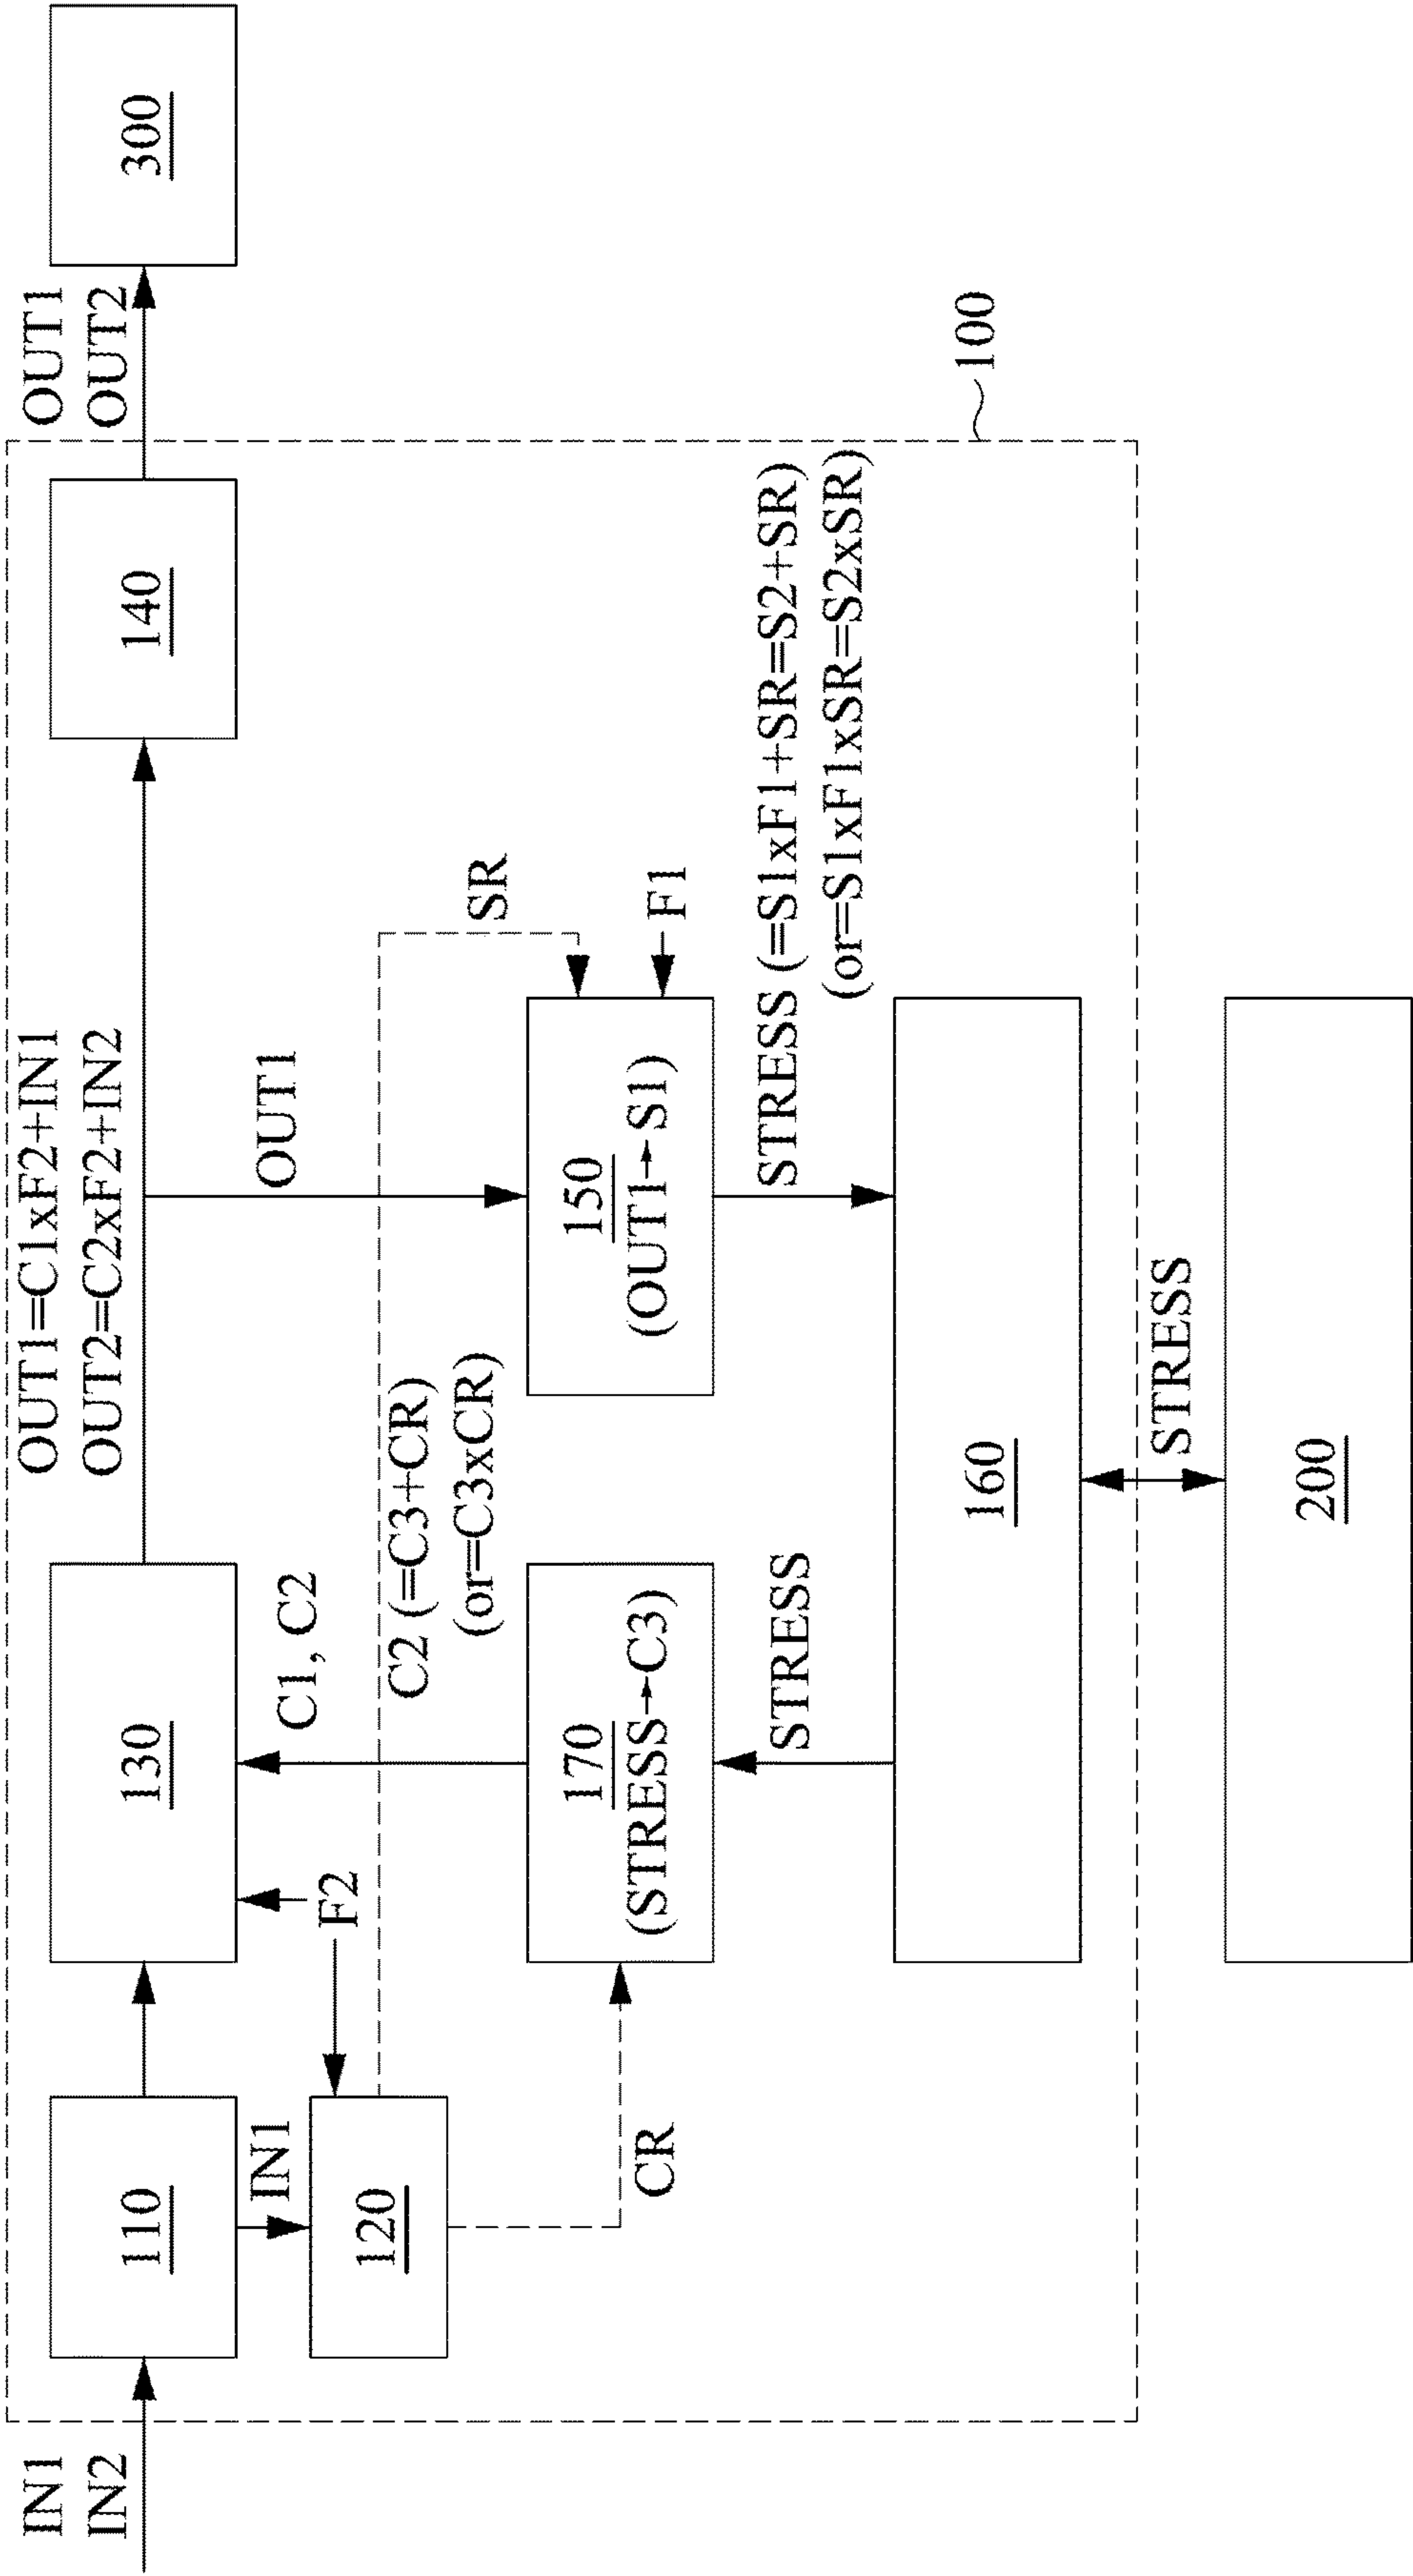 IN1
IN2
110
IN1
120
F2
130
C1, C2
OUT1=C1xF2+IN1
OUT2=C2xF2+IN2
140
OUT1
OUT2
300
CR
C2 (=C3+CR)
(or=C3xCR)
170
(STRESS→C3)
OUT1
150
(OUT1→S1)
SR
F1
STRESS
STRESS (=S1xF1+SR=S2+SR)
(or=S1xF1xSR=S2xSR)
160
100
STRESS
200